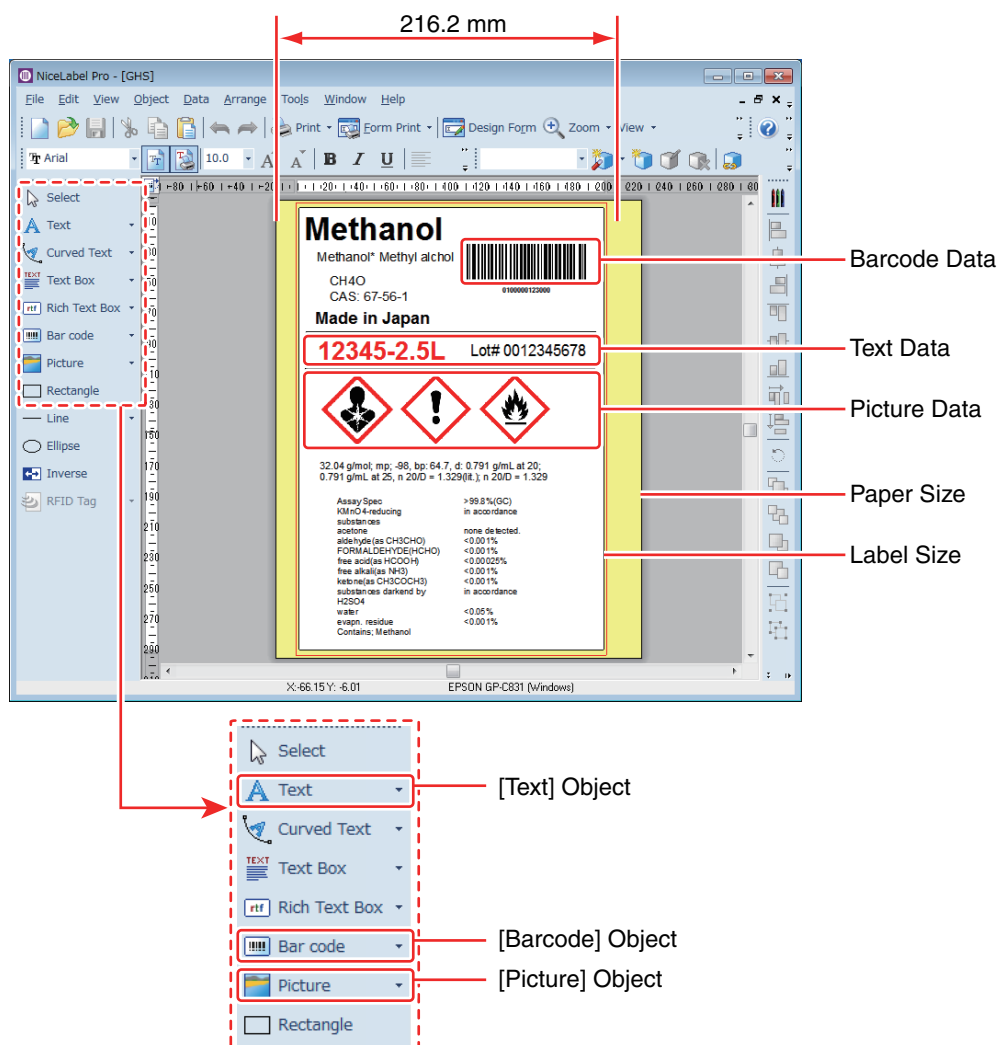 216.2 mm
NiceLabel Pro - [GHS]
File Edit View Object Data Arrange Tools Window Help
Print Form Print Design Form Zoom View
Arial 10.0 A A B I U
Select
Text
Curved Text
TEXT Text Box
rtf Rich Text Box
Bar code
Picture
Rectangle
Line
Ellipse
Inverse
RFID Tag
Methanol
Methanol* Methyl alchol
CH4O
CAS: 67-56-1
0100000123000
Made in Japan
12345-2.5L Lot# 0012345678
32.04 g/mol; mp; -98, bp: 64.7, d: 0.791 g/mL at 20;
0.791 g/mL at 25, n 20/D = 1.329(lit.); n 20/D = 1.329
Assay Spec >99.8%(GC)
KMnO4-reducing in accordance
substances
acetone none detected.
aldehyde(as CH3CHO) <0.001%
FORMALDEHYDE(HCHO) <0.001%
free acid(as HCOOH) <0.00025%
free alkali(as NH3) <0.001%
ketone(as CH3COCH3) <0.001%
substances darkend by in accordance
H2SO4
water <0.05%
evapn. residue <0.001%
Contains; Methanol
X:-66.15 Y: -6.01 EPSON GP-C831 (Windows)
Barcode Data
Text Data
Picture Data
Paper Size
Label Size
Select
Text
Curved Text
TEXT Text Box
rtf Rich Text Box
Bar code
Picture
Rectangle
[Text] Object
[Barcode] Object
[Picture] Object